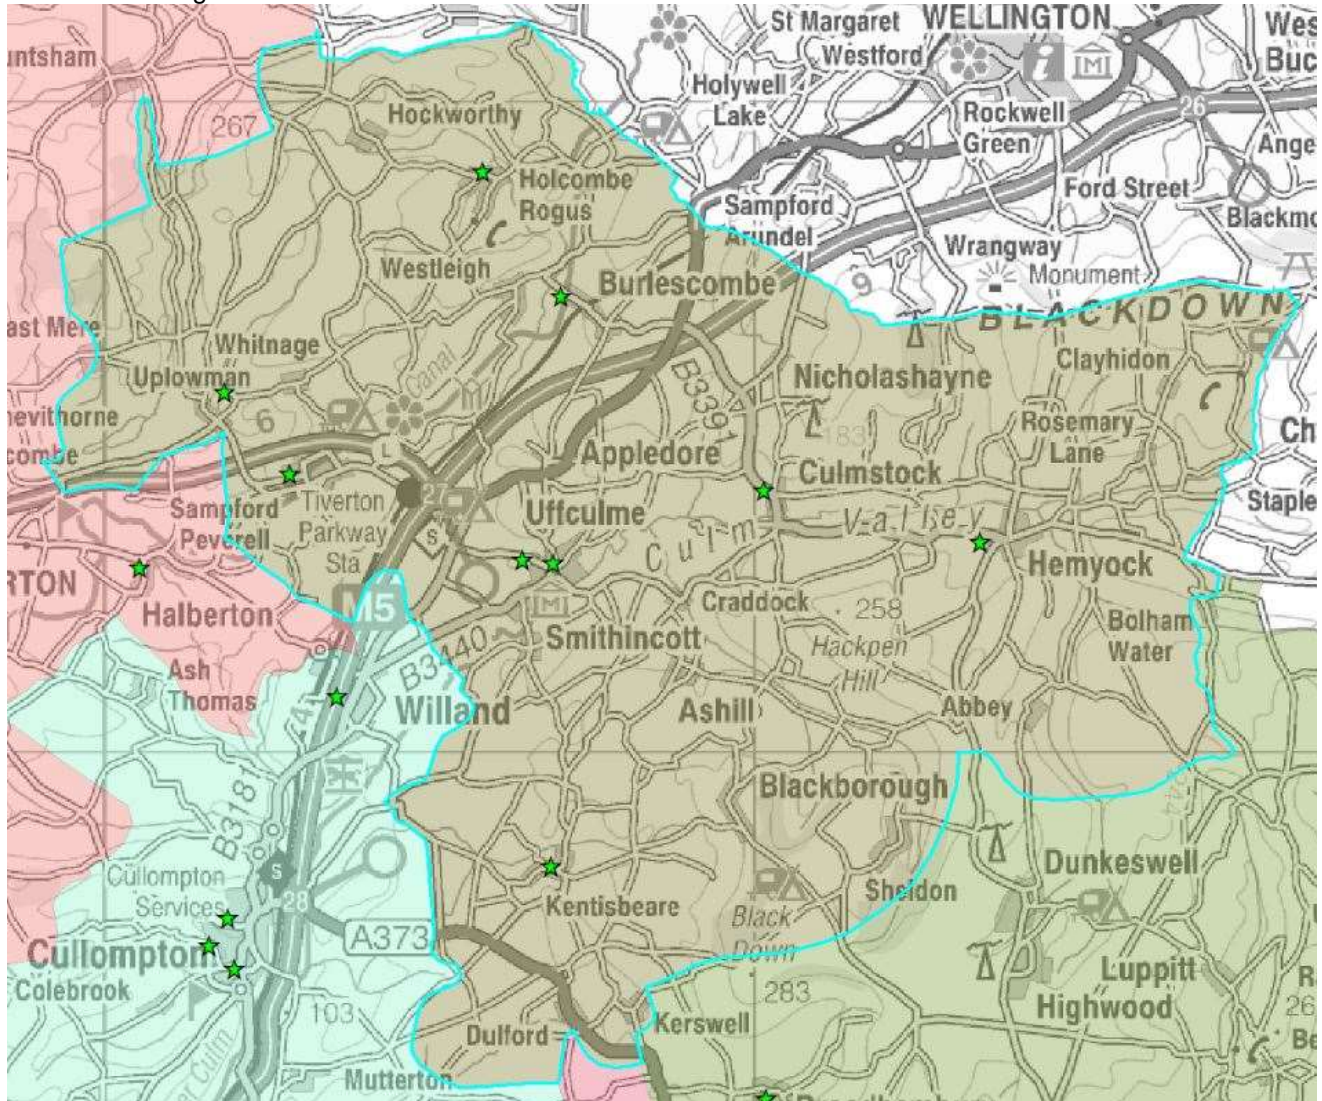 St Margaret
WELLINGTON
Westford
untsham
Holywell
Lake
Rockwell
Green
26
Ange
267
Hockworthy
Holcombe
Rogus
Ford Street
Sampford
Arundel
Blackmo
Westleigh
Wrangway
Monument
9
Burlescombe
BLACKDOWN
ast Mere
Whitnage
Canal
Clayhidon
Uplowman
Nicholashayne
B3391
hevithorne
combe
6
183
Rosemary
Lane
Ch
L
Appledore
Culmstock
Staple
Sampford
Peverell
Tiverton
Parkway
Sta
Uffculme
S
Culm Valley
Hemyock
RTON
Halberton
M5
Craddock
258
Bolham
Water
B3440
Smithincott
Hackpen
Hill
Ash
Thomas
Willand
Ashill
Abbey
Blackborough
B3181
Cullompton
Services
S
28
Dunkeswell
Sheldon
Kentisbeare
Black
Down
A373
Cullompton
Colebrook
Luppitt
Highwood
103
283
Dulford
Kerswell
Culm
Mutterton